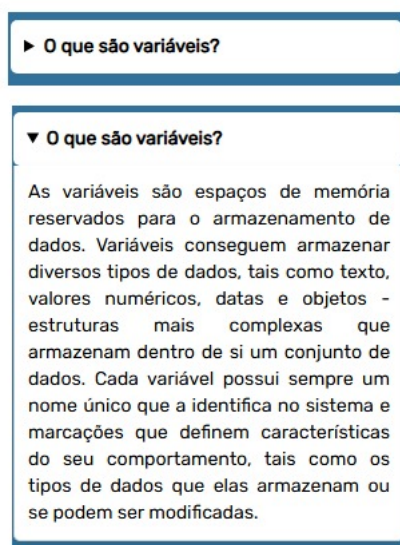 ▶ O que são variáveis?
▼ O que são variáveis?
As variáveis são espaços de memória
reservados para o armazenamento de
dados. Variáveis conseguem armazenar
diversos tipos de dados, tais como texto,
valores numéricos, datas e objetos -
estruturas mais complexas que
armazenam dentro de si um conjunto de
dados. Cada variável possui sempre um
nome único que a identifica no sistema e
marcações que definem características
do seu comportamento, tais como os
tipos de dados que elas armazenam ou
se podem ser modificadas.